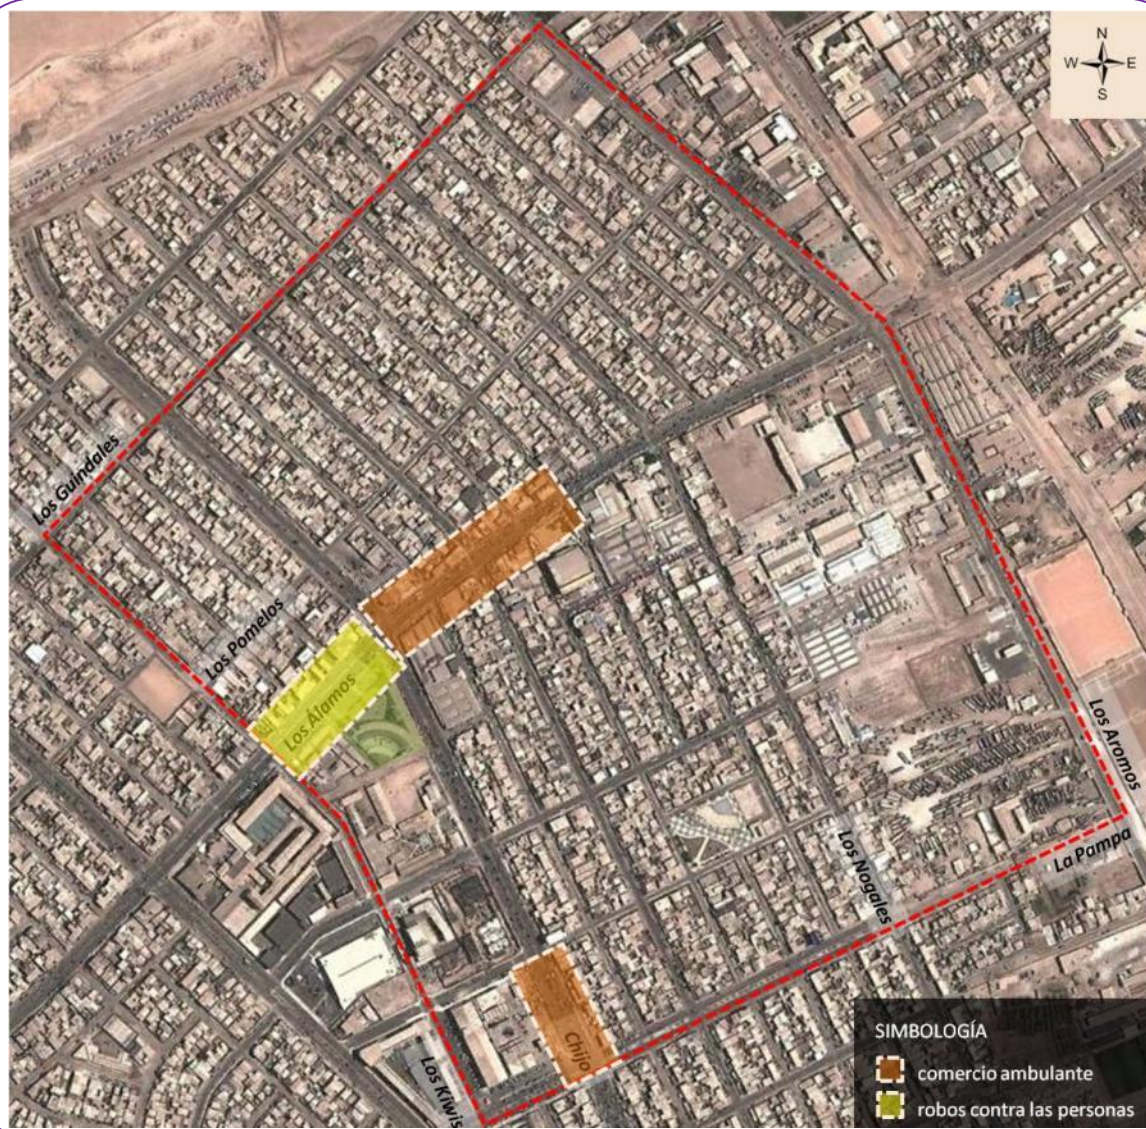 N
W E
S
Los Guindales
Los Pomelos
Los Álamos
Los Aromos
La Pampa
Los Nogales
Chijo
Los Kiwis
SIMBOLOGÍA
comercio ambulante
robos contra las personas